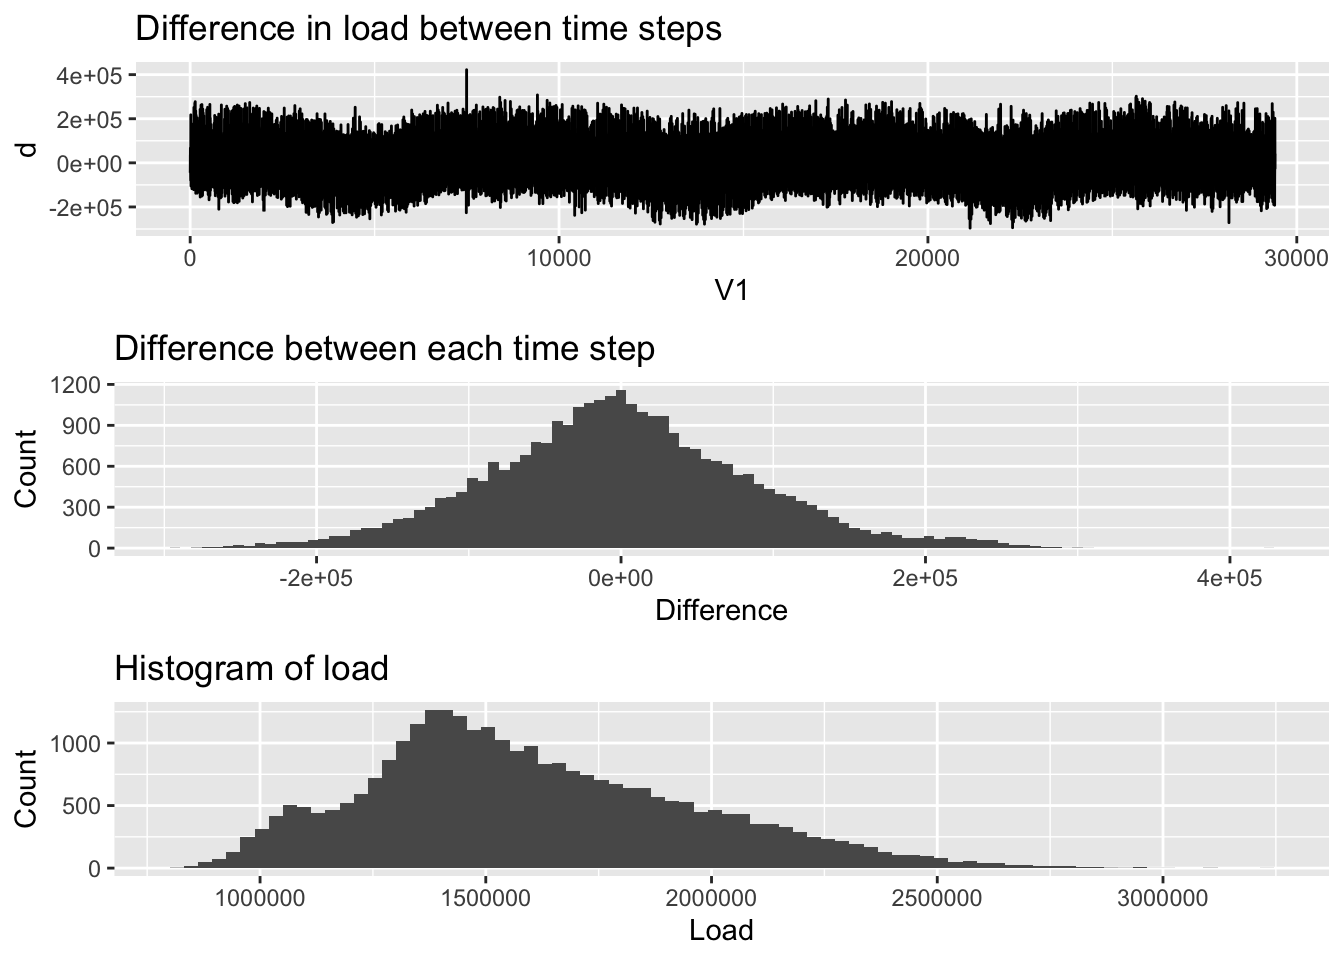 Difference in load between time steps
4e+05
2e+05
0e+00
-2e+05
d
0 10000 20000 30000
V1
Difference between each time step
1200
900
600
300
0
Count
-2e+05 0e+00 2e+05 4e+05
Difference
Histogram of load
1000
500
0
Count
1000000 1500000 2000000 2500000 3000000
Load